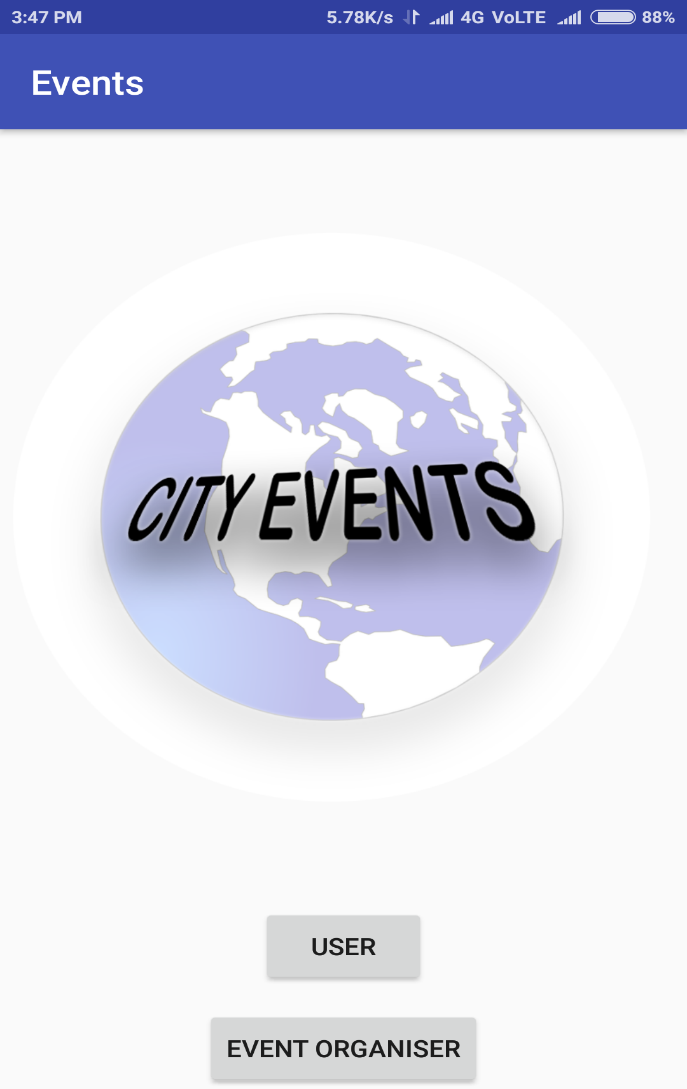 3:47 PM 5.78K/s 4G VoLTE 88%
Events
CITY EVENTS
USER
EVENT ORGANISER